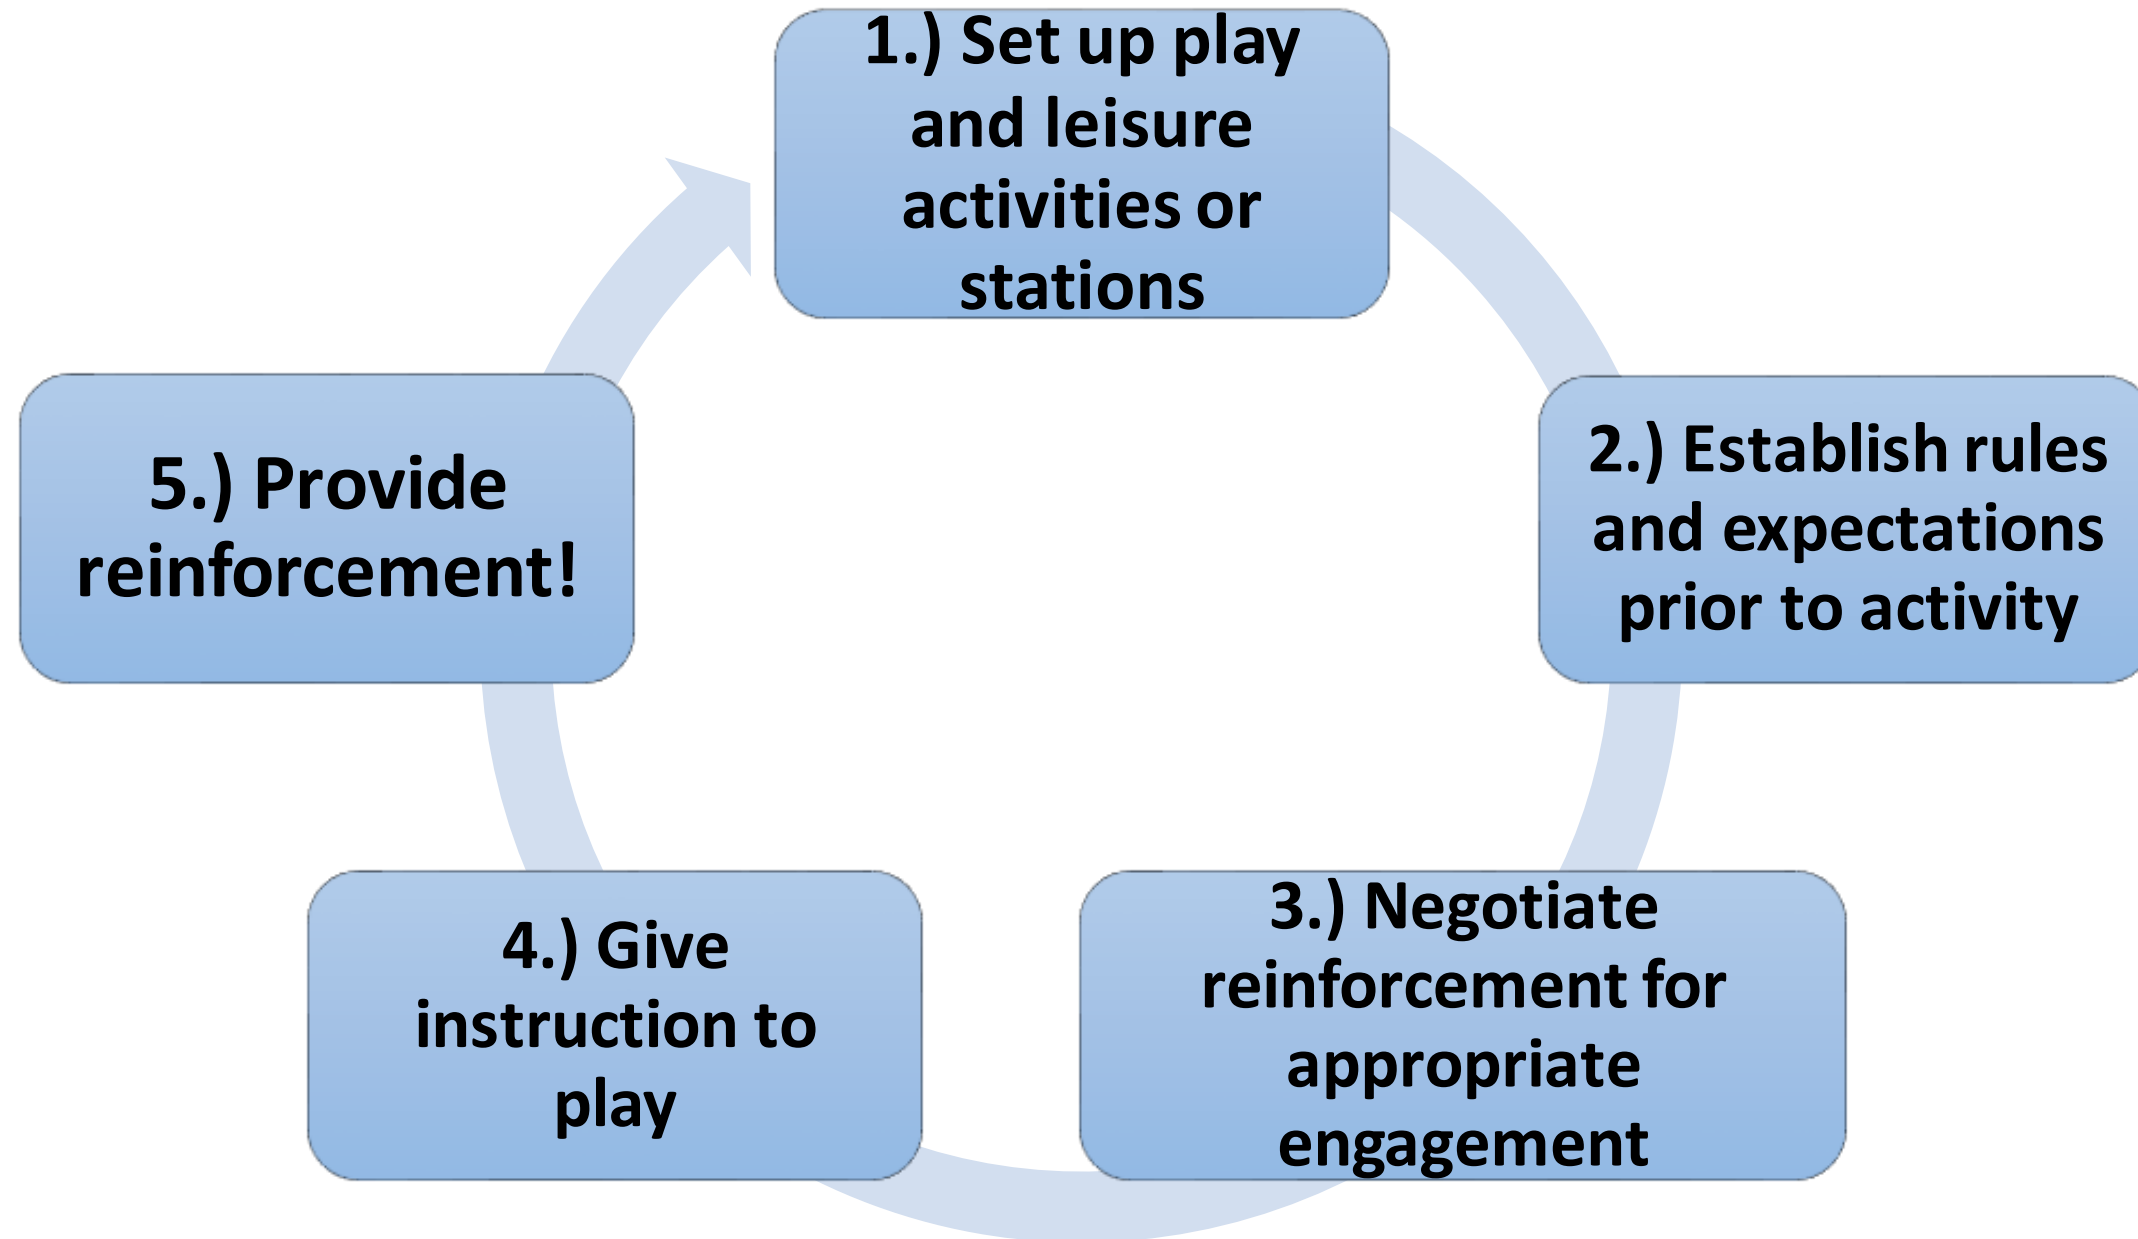 1.) Set up play
and leisure
activities or
stations
2.) Establish rules
and expectations
prior to activity
3.) Negotiate
reinforcement for
appropriate
engagement
4.) Give
instruction to
play
5.) Provide
reinforcement!